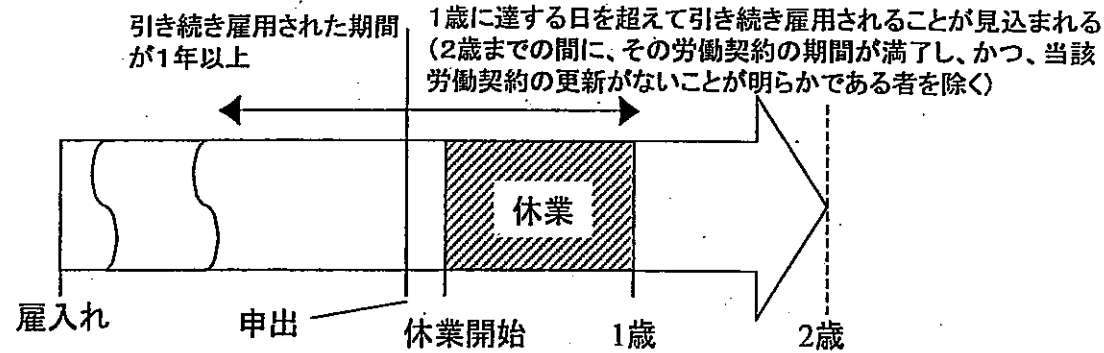 引き続き雇用された期間
が1年以上
1歳に達する日を超えて引き続き雇用されることが見込まれる
(2歳までの間に、その労働契約の期間が満了し、かつ、当該
労働契約の更新がないことが明らかである者を除く)
休業
雇入れ
申出
休業開始
1歳
2歳